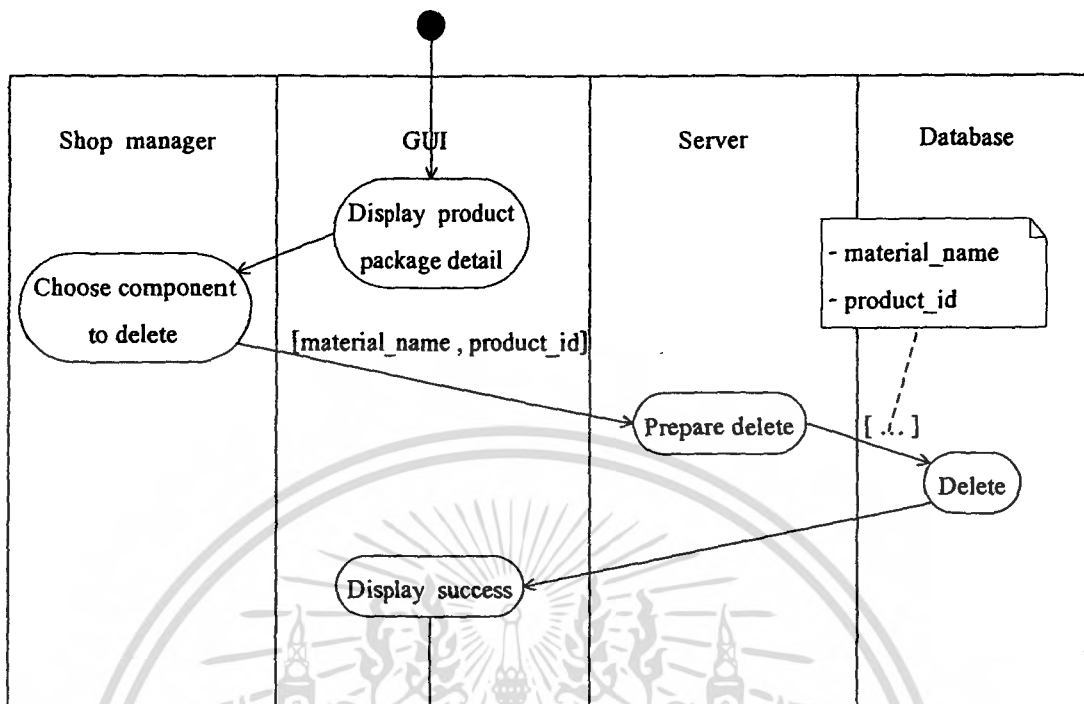 Shop manager
GUI
Server
Database
Display product
package detail
- material_name
- product_id
Choose component
to delete
[material_name , product_id]
Prepare delete
[ ... ]
Delete
Display success